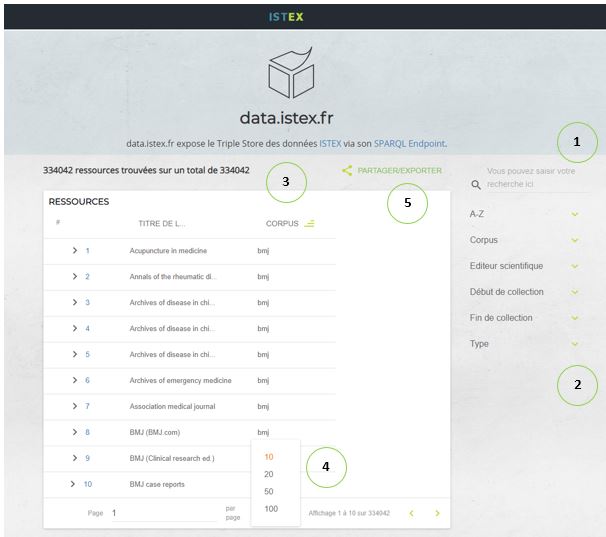 ISTEX
data.istex.fr
data.istex.fr expose le Triple Store des données ISTEX via son SPARQL Endpoint.
1
334042 ressources trouvées sur un total de 334042
3
PARTAGER/EXPORTER
5
Vous pouvez saisir votre
recherche ici
RESSOURCES
# TITRE DE L... CORPUS
1 Acupuncture in medicine bmj
2 Annals of the rheumatic di... bmj
3 Archives of disease in chi... bmj
4 Archives of disease in chi... bmj
5 Archives of disease in chi... bmj
6 Archives of emergency medicine bmj
7 Association medical journal bmj
8 BMJ (BMJ.com) bmj
9 BMJ (Clinical research ed.)
10 BMJ case reports
10
20
50
100
4
Page 1
par
page
Affichage 1 à 10 sur 334042
A-Z
Corpus
Editeur scientifique
Début de collection
Fin de collection
Type
2